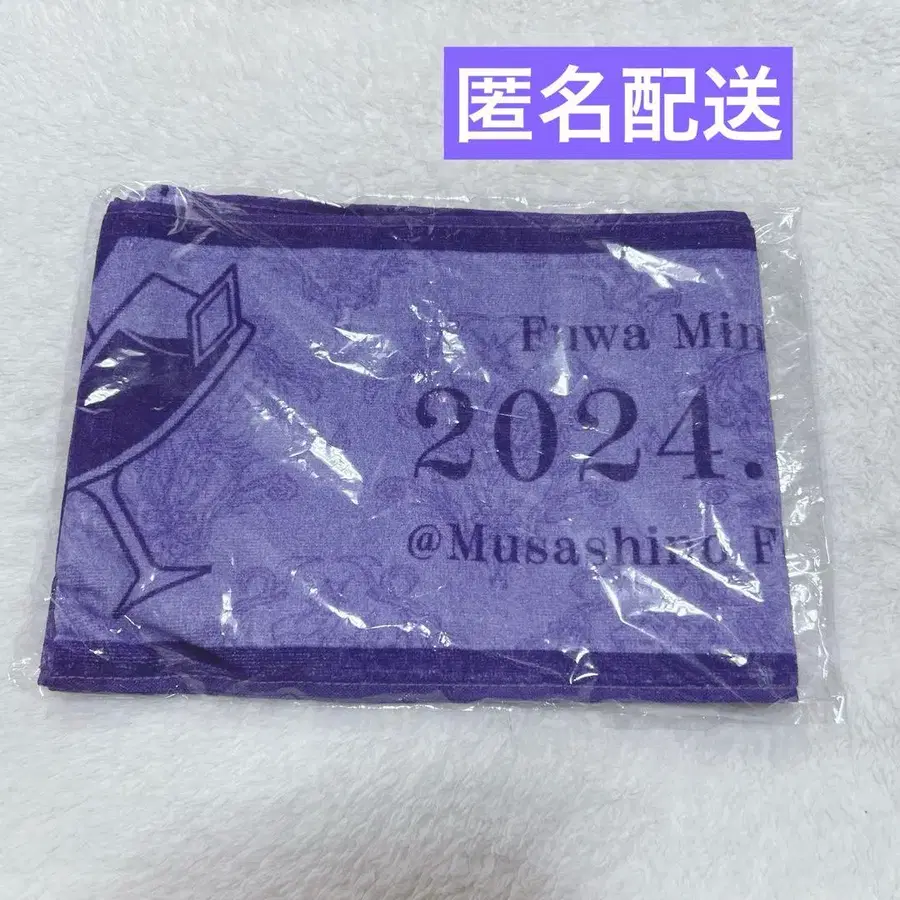 匿名配送
Fuwa Min
2024.
@Musashino F